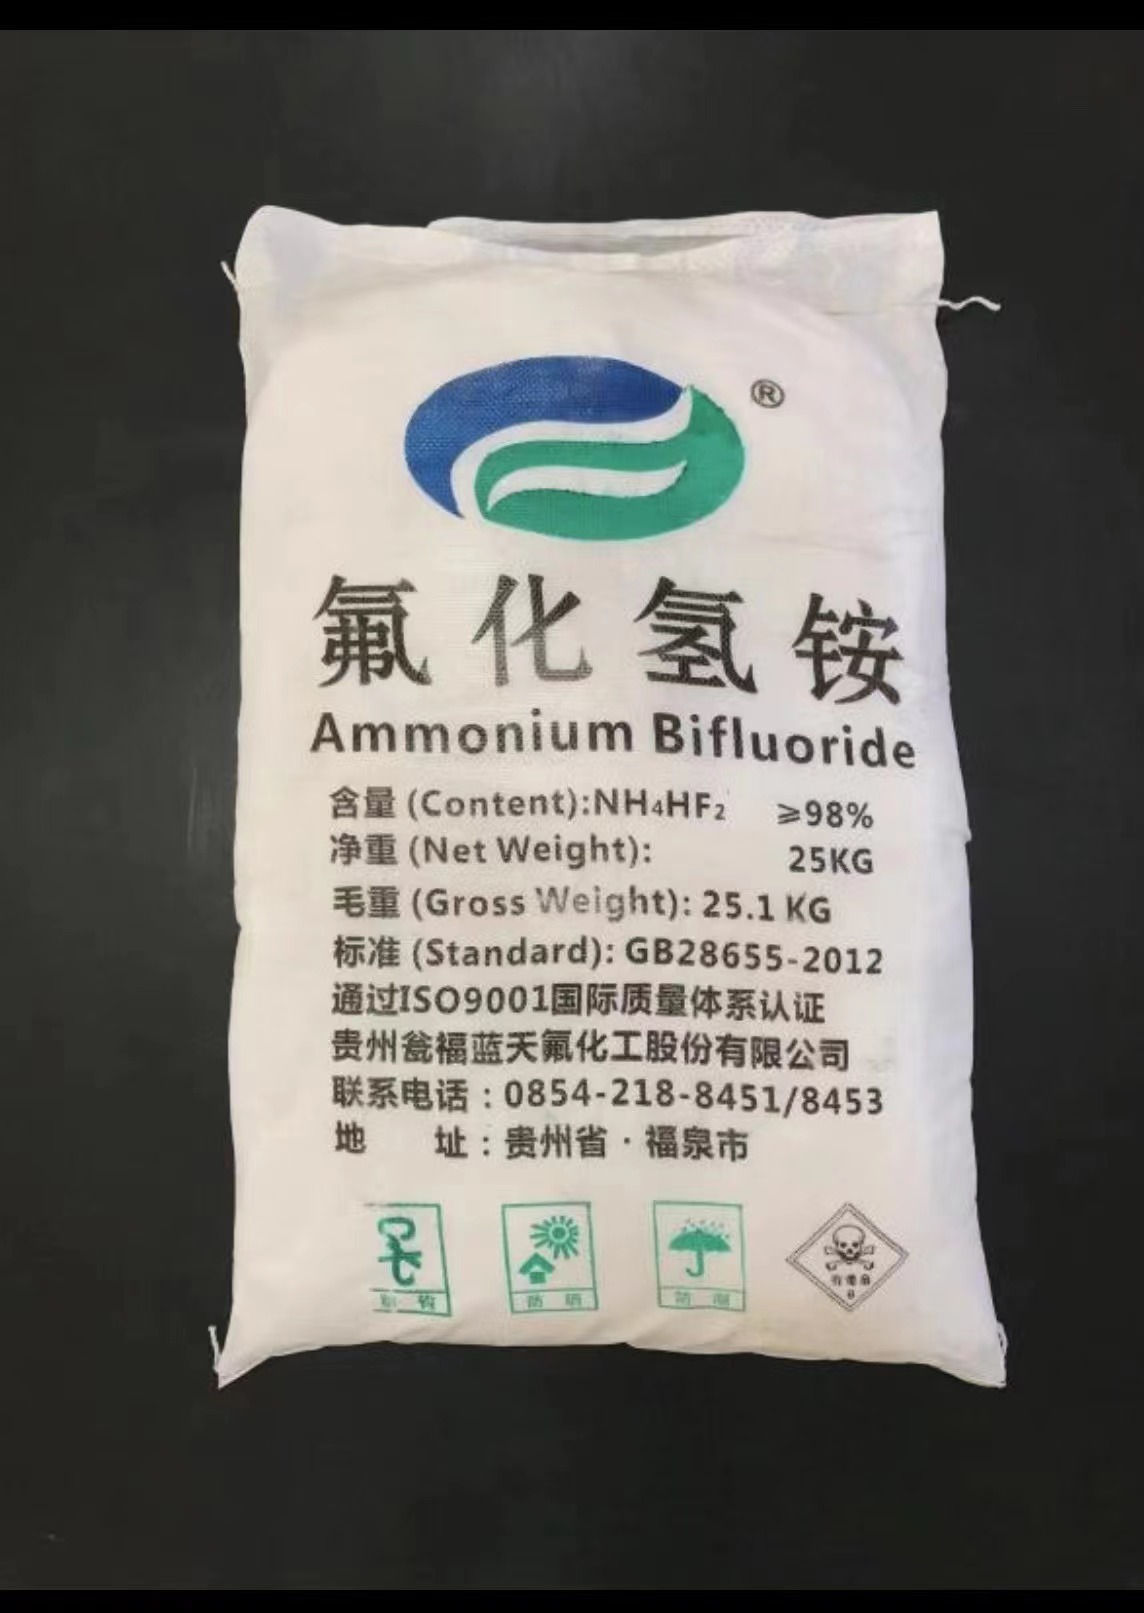 ®
氟化氢铵
Ammonium Bifluoride
含量 (Content):NH₄HF₂ ≥98%
净重 (Net Weight): 25KG
毛重 (Gross Weight): 25.1 KG
标准 (Standard): GB28655-2012
通过ISO9001国际质量体系认证
贵州瓮福蓝天氟化工股份有限公司
联系电话：0854-218-8451/8453
地 址：贵州省·福泉市
防 晒
防 潮
有毒品
6